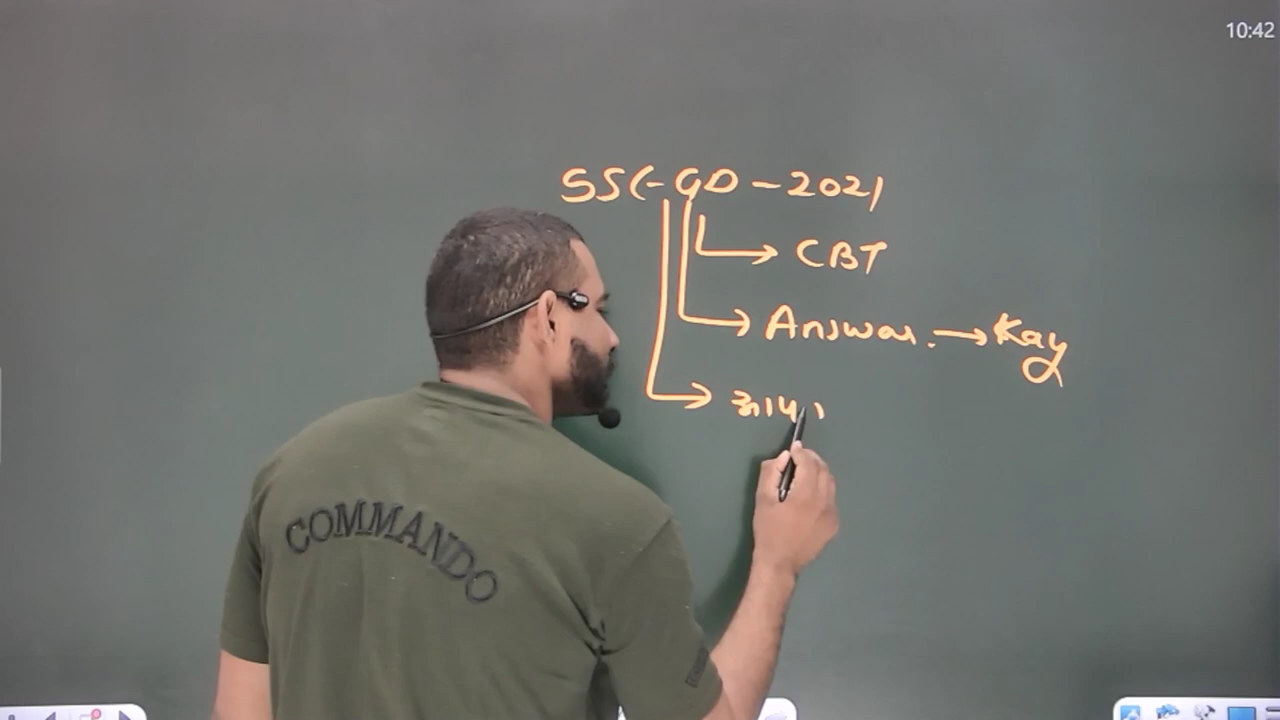 10:42
SSC-GD-2021
→ CBT
→ Answar. → Kay
→
COMMANDO